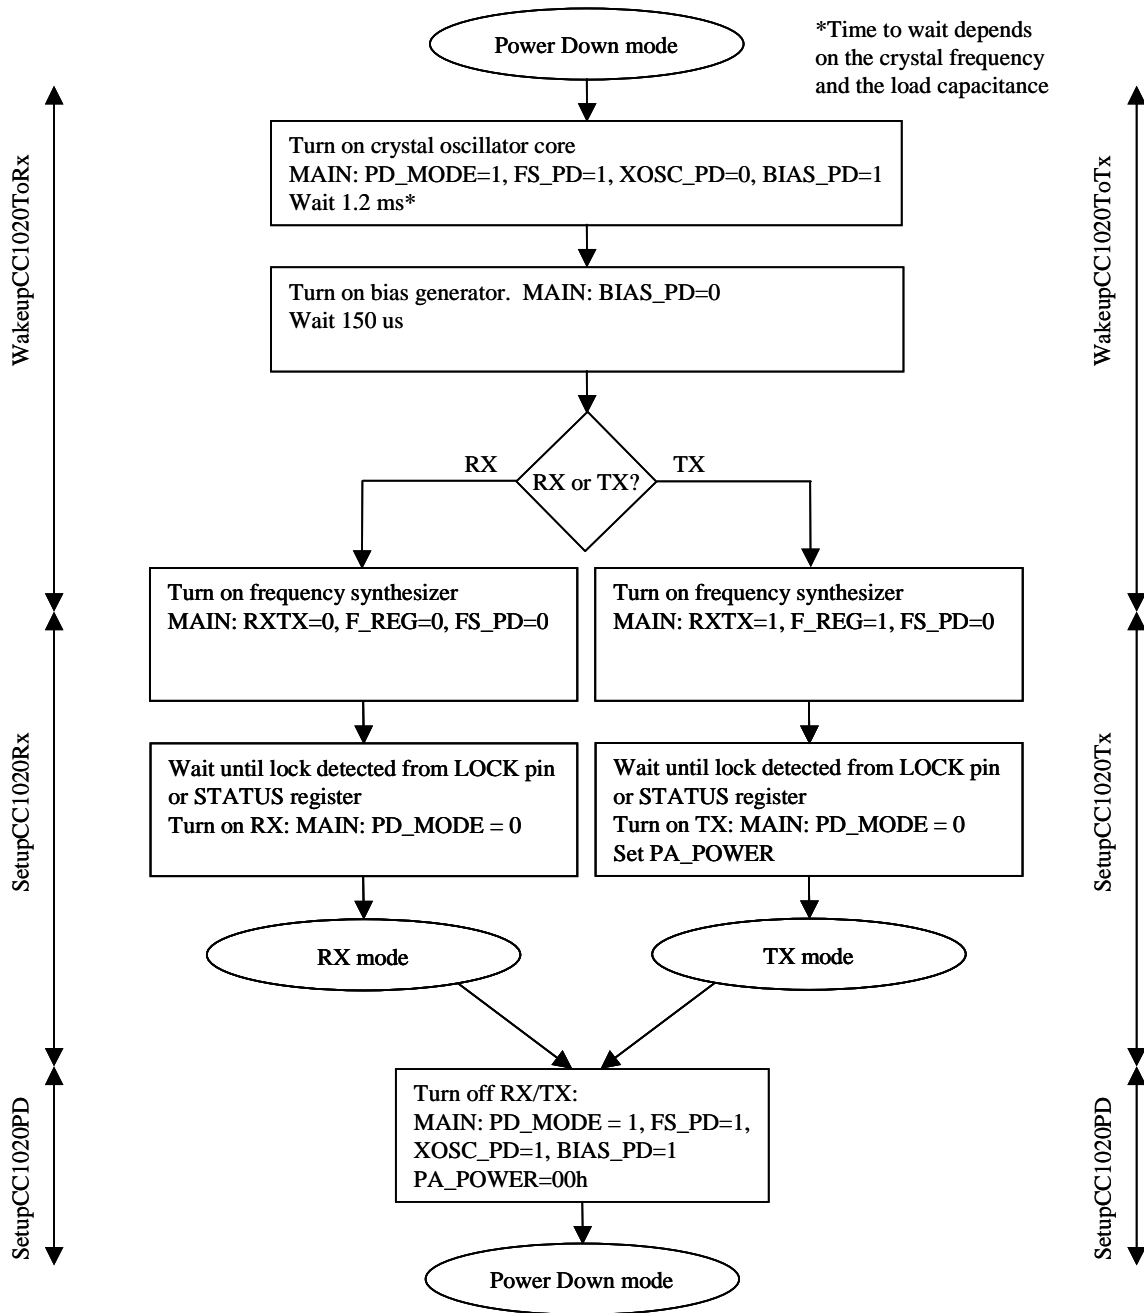 Power Down mode
*Time to wait depends
on the crystal frequency
and the load capacitance
WakeupCC1020ToRx
WakeupCC1020ToTx
Turn on crystal oscillator core
MAIN: PD_MODE=1, FS_PD=1, XOSC_PD=0, BIAS_PD=1
Wait 1.2 ms*
Turn on bias generator.  MAIN: BIAS_PD=0
Wait 150 us
RX
RX or TX?
TX
Turn on frequency synthesizer
MAIN: RXTX=0, F_REG=0, FS_PD=0
Turn on frequency synthesizer
MAIN: RXTX=1, F_REG=1, FS_PD=0
SetupCC1020Rx
SetupCC1020Tx
Wait until lock detected from LOCK pin
or STATUS register
Turn on RX: MAIN: PD_MODE = 0
Wait until lock detected from LOCK pin
or STATUS register
Turn on TX: MAIN: PD_MODE = 0
Set PA_POWER
RX mode
TX mode
SetupCC1020PD
SetupCC1020PD
Turn off RX/TX:
MAIN: PD_MODE = 1, FS_PD=1,
XOSC_PD=1, BIAS_PD=1
PA_POWER=00h
Power Down mode